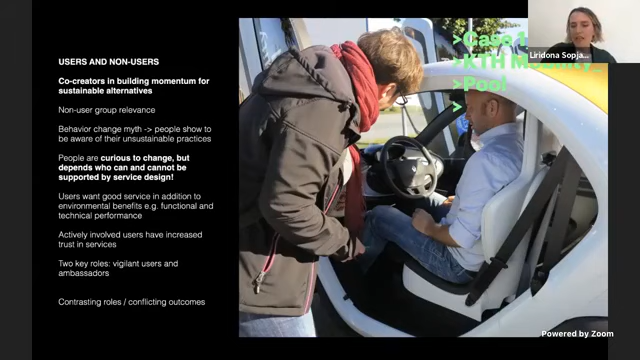 USERS AND NON-USERS
Co-creators in building momentum for
sustainable alternatives
Non-user group relevance
Behavior change myth -> people show to
be aware of their unsustainable practices
People are curious to change, but
depends who can and cannot be
supported by service design!
Users want good service in addition to
environmental benefits e.g. functional and
technical performance
Actively involved users have increased
trust in services
Two key roles: vigilant users and
ambassadors
Contrasting roles / conflicting outcomes
>Case 1
>KTH Mobility
>Pool
>
Liridona Sopja...
Powered by Zoom